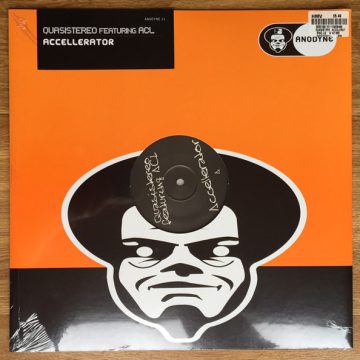 QUASISTEREO FEATURING ACL
ACCELLERATOR
ANODYNE 11
ANODYNE
Quasistereo
featuring ACL
Accellerator
A